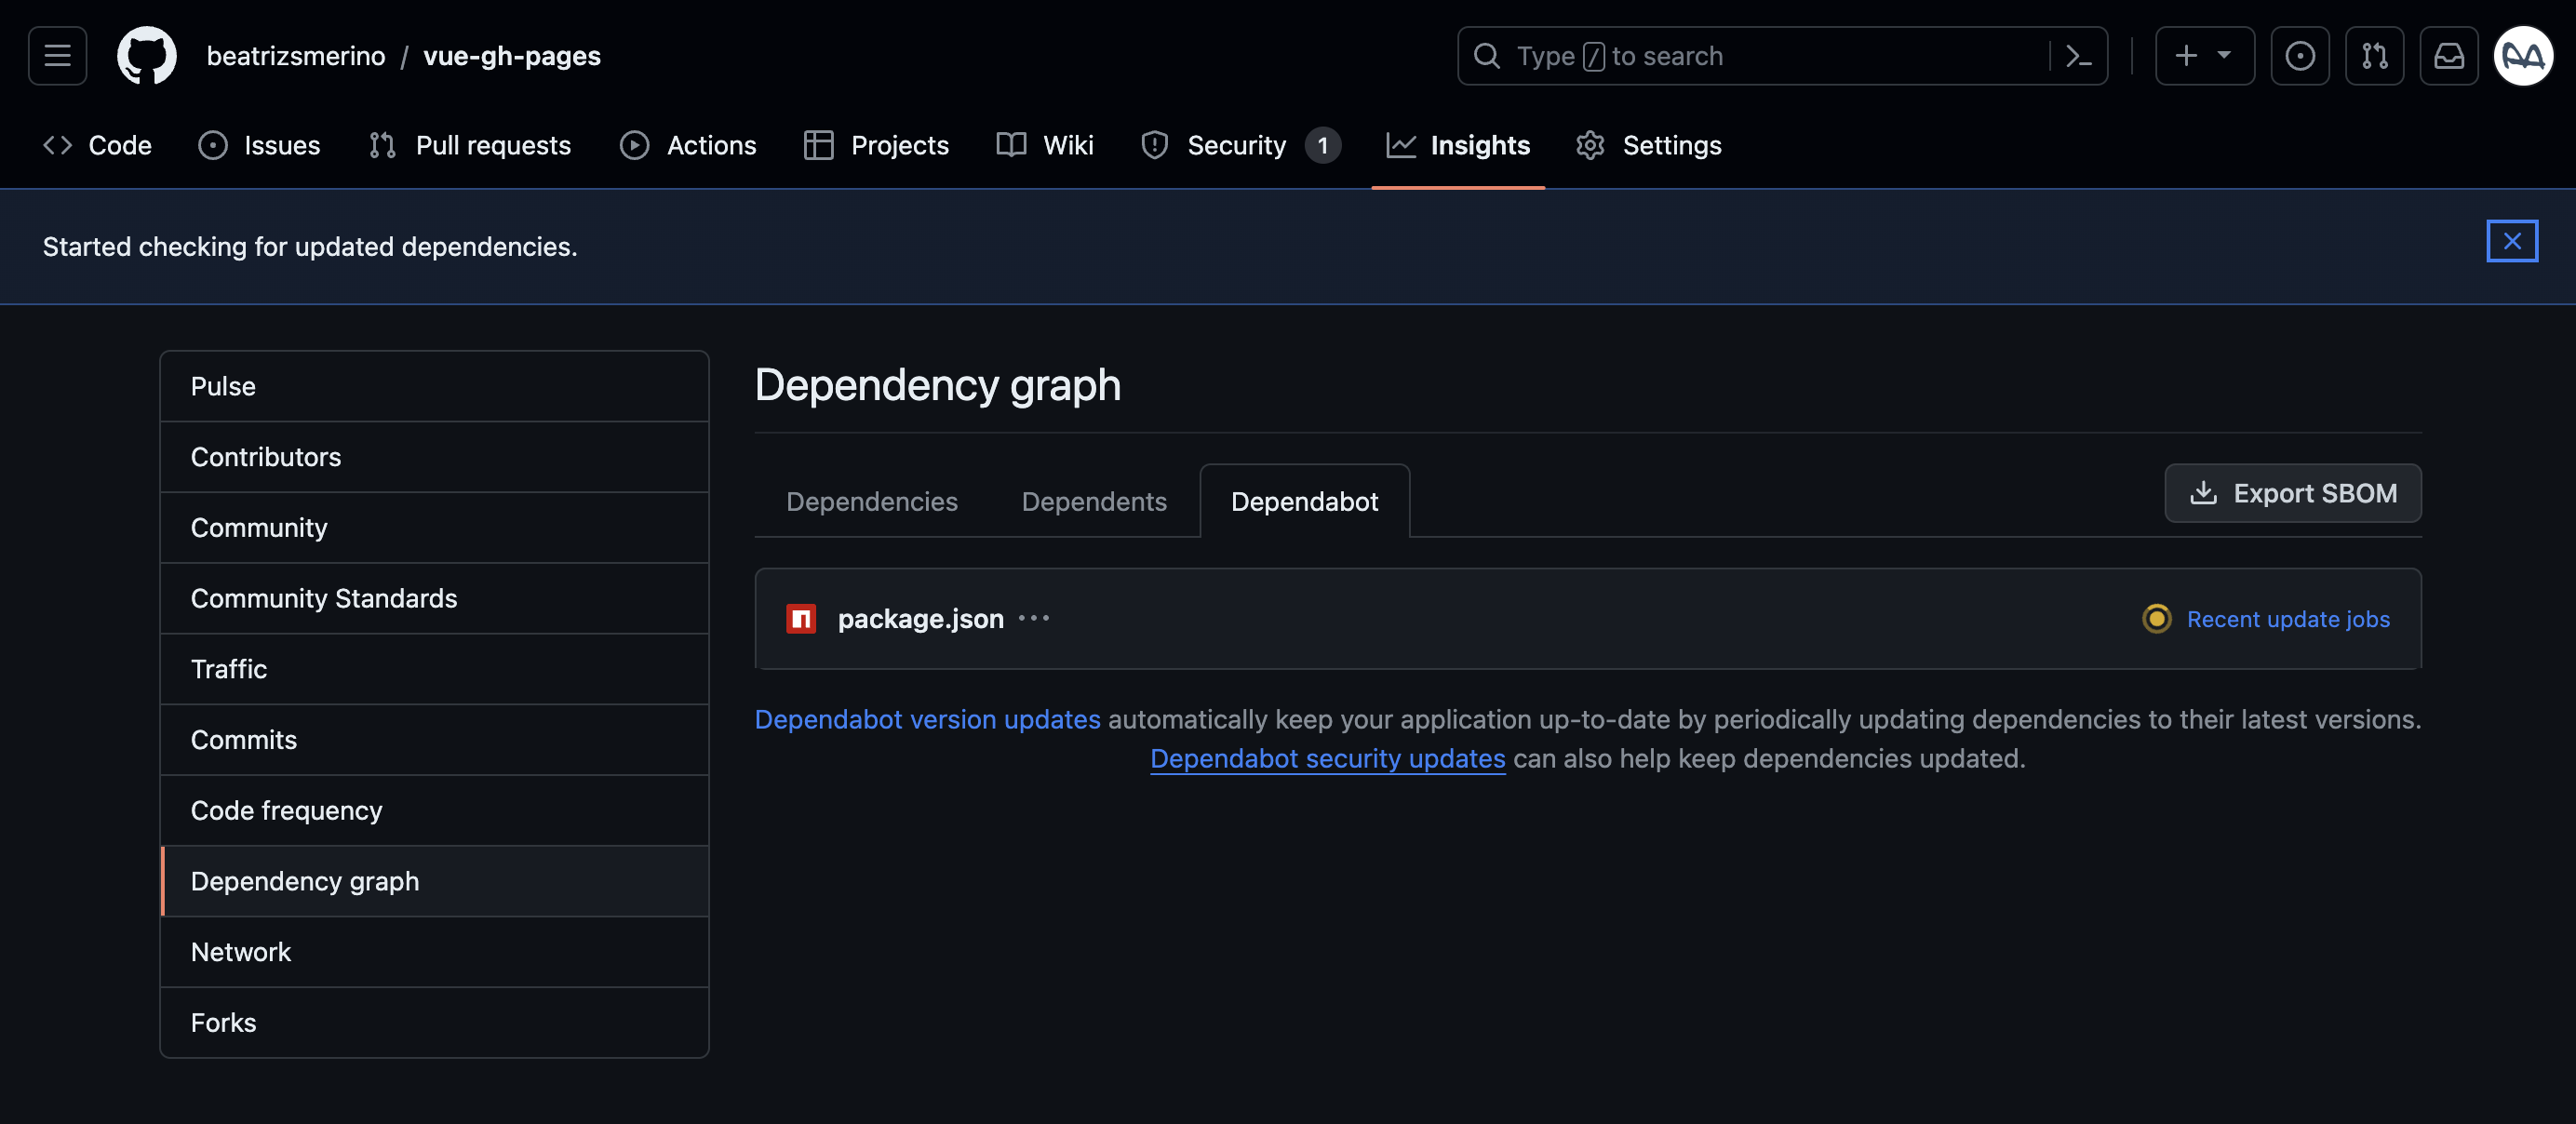 beatrizsmerino / vue-gh-pages
Type / to search
Code
Issues
Pull requests
Actions
Projects
Wiki
Security 1
Insights
Settings
Started checking for updated dependencies.
Pulse
Contributors
Community
Community Standards
Traffic
Commits
Code frequency
Dependency graph
Network
Forks
Dependency graph
Dependencies
Dependents
Dependabot
Export SBOM
package.json ···
Recent update jobs
Dependabot version updates automatically keep your application up-to-date by periodically updating dependencies to their latest versions.
Dependabot security updates can also help keep dependencies updated.